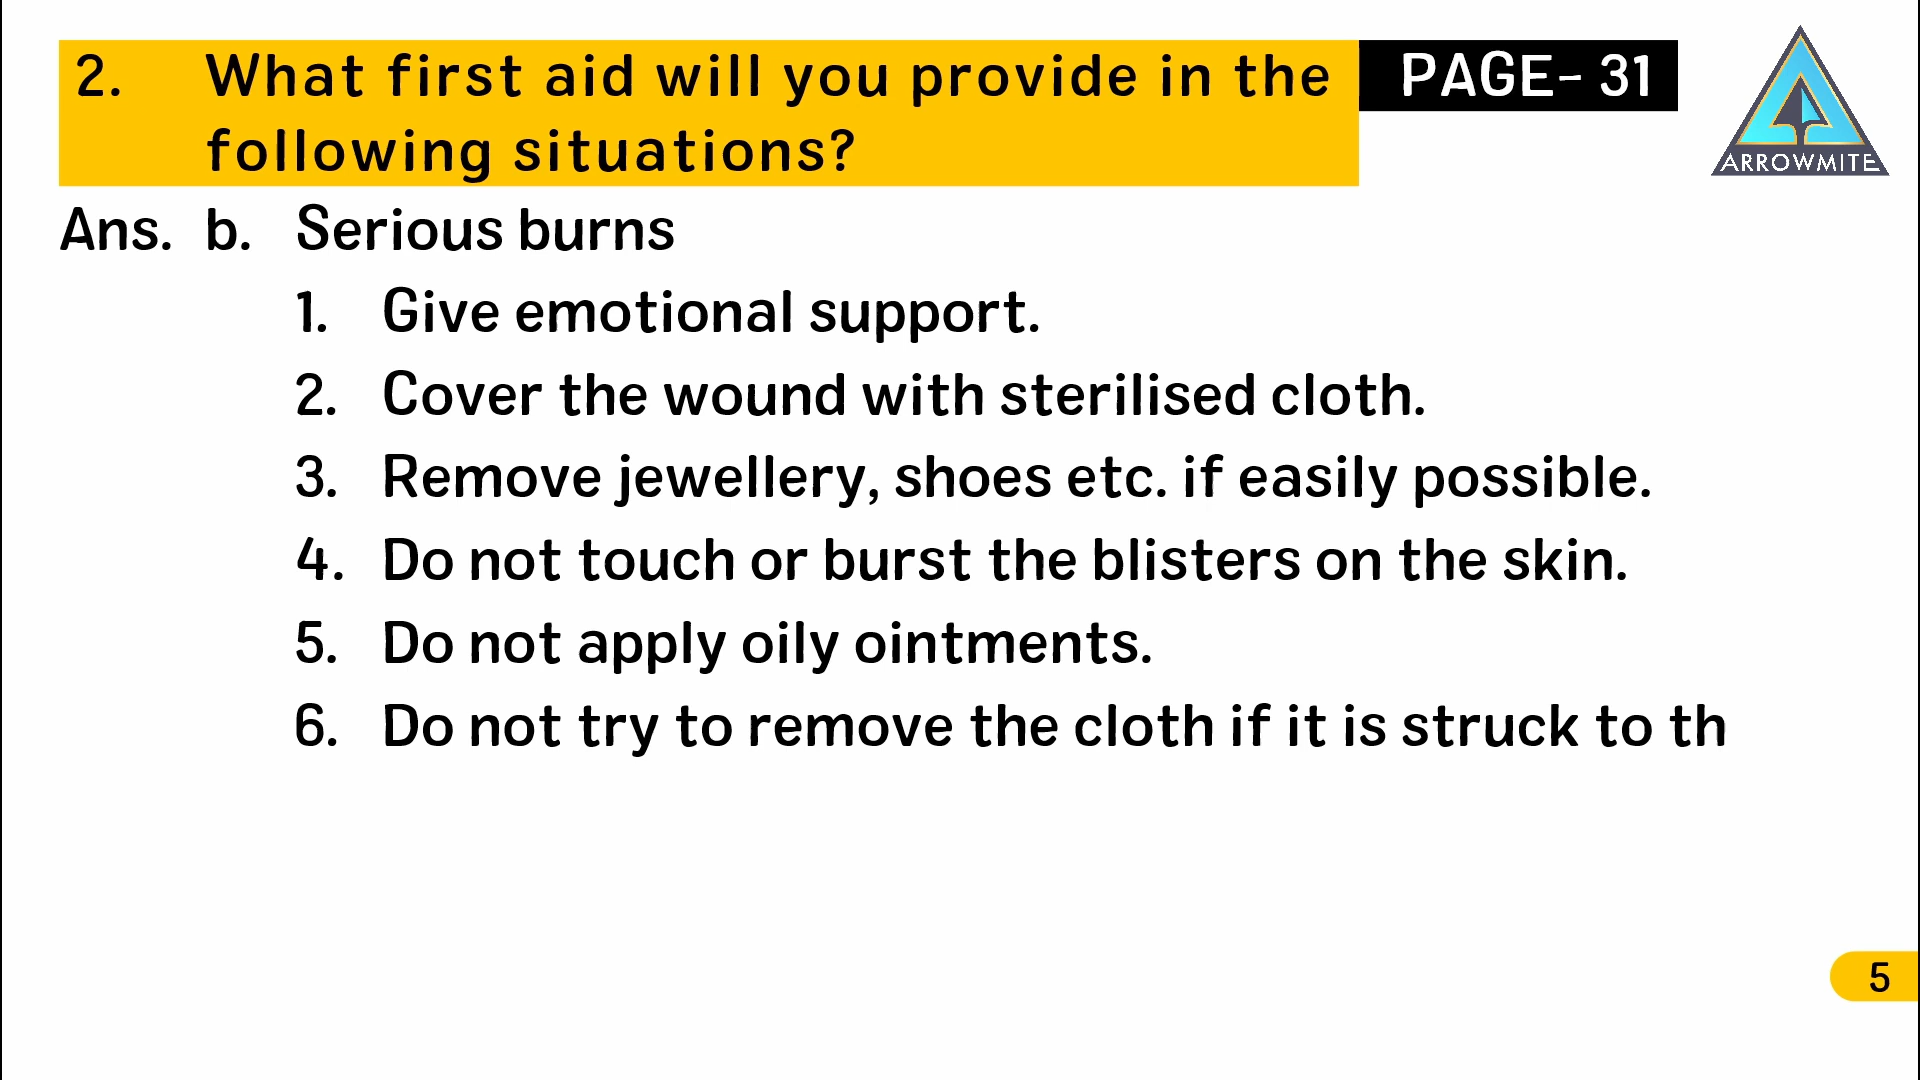 2. What first aid will you provide in the PAGE- 31
following situations?
ARROWMITE
Ans. b. Serious burns
1. Give emotional support.
2. Cover the wound with sterilised cloth.
3. Remove jewellery, shoes etc. if easily possible.
4. Do not touch or burst the blisters on the skin.
5. Do not apply oily ointments.
6. Do not try to remove the cloth if it is struck to th
5